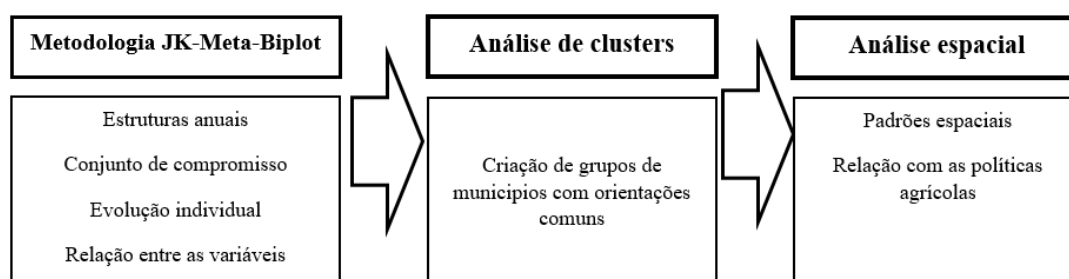 Metodologia JK-Meta-Biplot
Estruturas anuais
Conjunto de compromisso
Evolução individual
Relação entre as variáveis
Análise de clusters
Criação de grupos de
municípios com orientações
comuns
Análise espacial
Padrões espaciais
Relação com as políticas
agrícolas